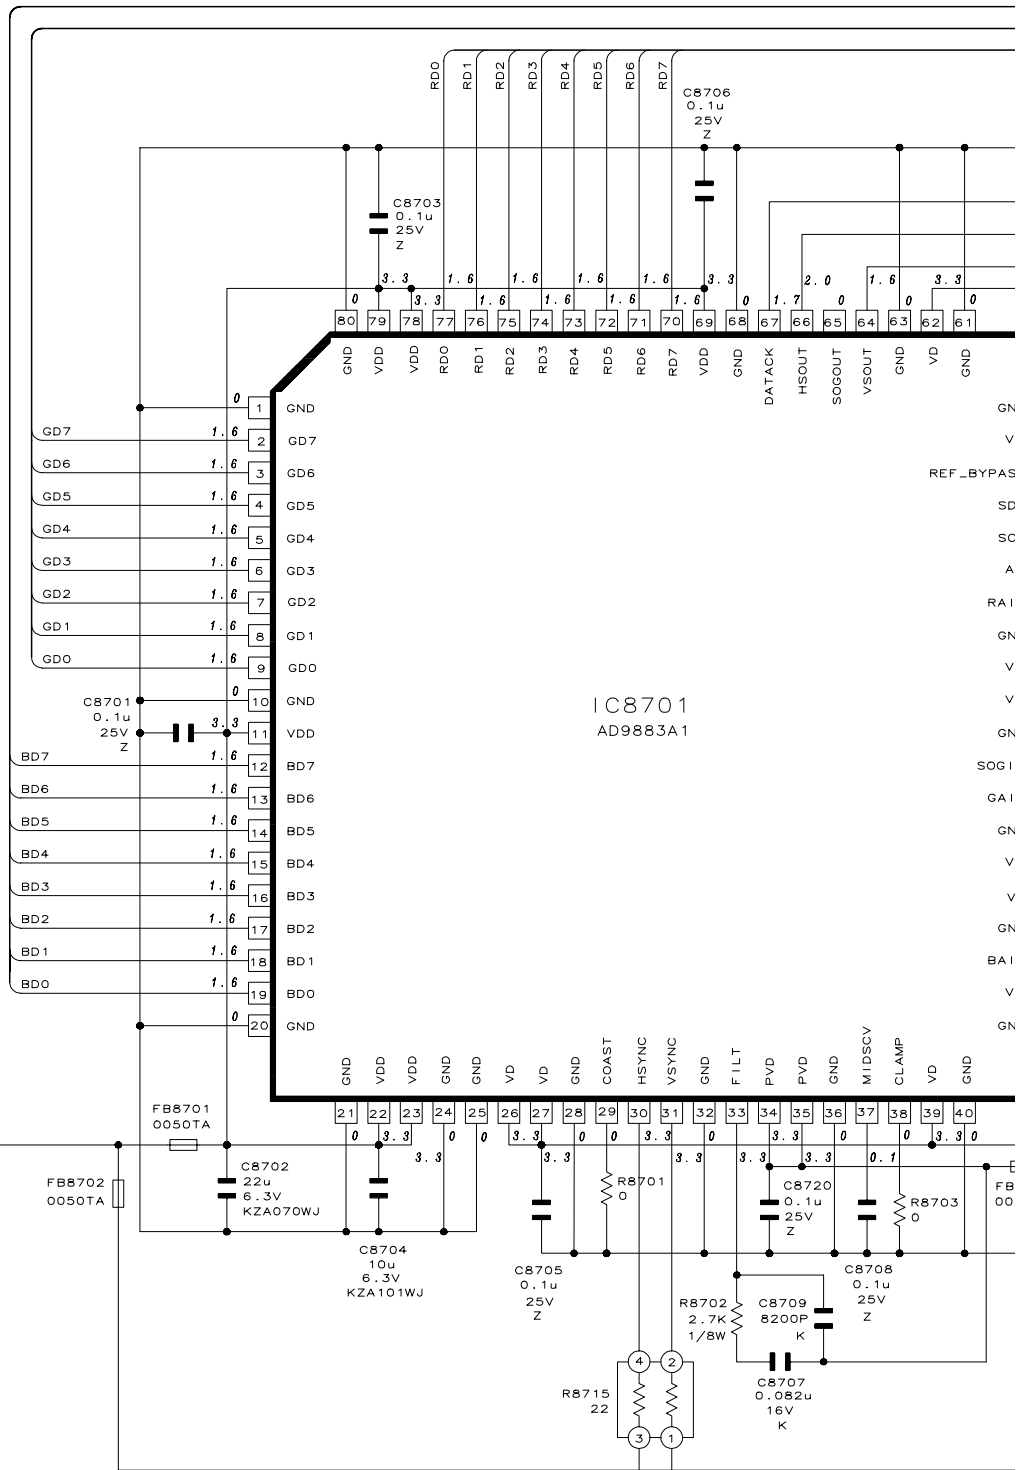 RD0
RD1
RD2
RD3
RD4
RD5
RD6
RD7
C8706
0.1u
25V
Z
C8703
0.1u
25V
Z
3.3 1.6 1.6 1.6 1.6 3.3 2.0 1.6 3.3
0 3.3 1.6 1.6 1.6 1.6 0 1.7 0 0 0
80 79 78 77 76 75 74 73 72 71 70 69 68 67 66 65 64 63 62 61
GND
VDD
VDD
RD0
RD1
RD2
RD3
RD4
RD5
RD6
RD7
VDD
GND
DATACK
HSOUT
SOGOUT
VSOUT
GND
VD
GND
0 1 GND
GD7 1.6 2 GD7
GD6 1.6 3 GD6
REF_BYPAS
GD5 1.6 4 GD5
GD4 1.6 5 GD4
GD3 1.6 6 GD3
GD2 1.6 7 GD2
GD1 1.6 8 GD1
GD0 1.6 9 GD0
0 10 GND
C8701
0.1u
25V
Z
3.3 11 VDD
IC8701
AD9883A1
BD7 1.6 12 BD7
SOGI
BD6 1.6 13 BD6
BD5 1.6 14 BD5
BD4 1.6 15 BD4
BD3 1.6 16 BD3
BD2 1.6 17 BD2
BD1 1.6 18 BD1
BD0 1.6 19 BD0
0 20 GND
GND
VDD
VDD
GND
GND
VD
VD
GND
COAST
HSYNC
VSYNC
GND
FILT
PVD
PVD
GND
MIDSCV
CLAMP
VD
GND
21 22 23 24 25 26 27 28 29 30 31 32 33 34 35 36 37 38 39 40
0 3.3 0 0 3.3 0 0 3.3 0 3.3 0 0 3.3 0
3.3 3.3 3.3 3.3 0.1
FB8701
0050TA
FB8702
0050TA
C8702
22u
6.3V
KZA070WJ
C8704
10u
6.3V
KZA101WJ
R8701
0
C8720
0.1u
25V
Z
R8703
0
FB
00
C8705
0.1u
25V
Z
C8708
0.1u
25V
Z
R8702
2.7K
1/8W
C8709
8200P
K
C8707
0.082u
16V
K
R8715
22
4 2
3 1